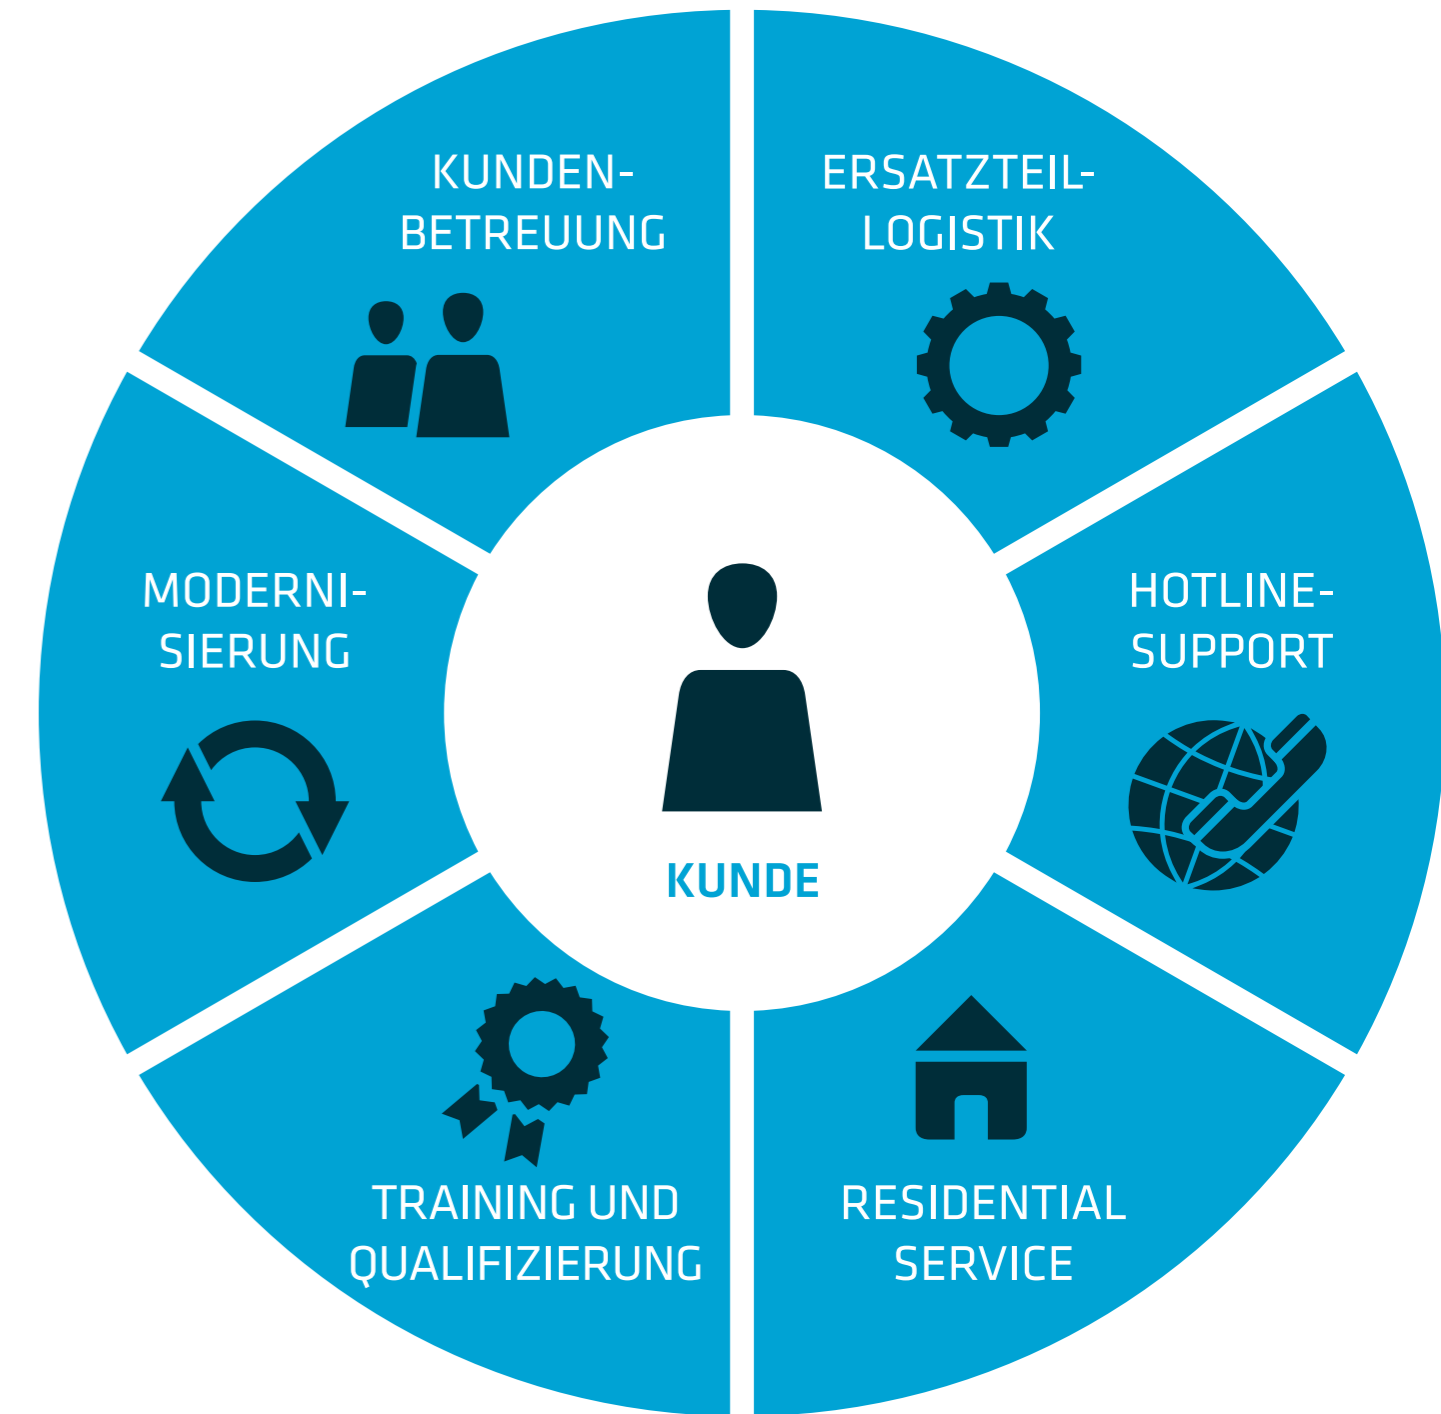 KUNDEN-
BETREUUNG
ERSATZTEIL-
LOGISTIK
MODERNI-
SIERUNG
HOTLINE-
SUPPORT
KUNDE
TRAINING UND
QUALIFIZIERUNG
RESIDENTIAL
SERVICE